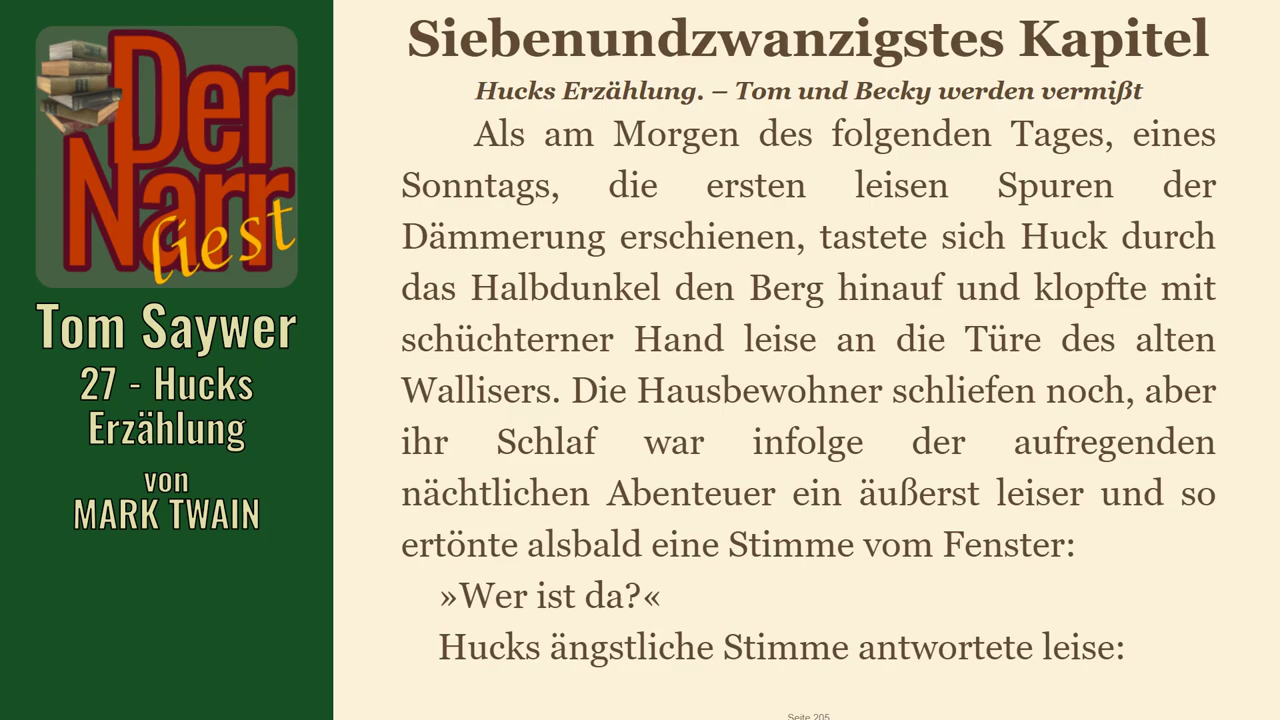 Der
Narr
liest
Tom Saywer
27 - Hucks
Erzählung
von
MARK TWAIN
Siebenundzwanzigstes Kapitel
Hucks Erzählung. – Tom und Becky werden vermißt
Als am Morgen des folgenden Tages, eines
Sonntags, die ersten leisen Spuren der
Dämmerung erschienen, tastete sich Huck durch
das Halbdunkel den Berg hinauf und klopfte mit
schüchterner Hand leise an die Türe des alten
Wallisers. Die Hausbewohner schliefen noch, aber
ihr Schlaf war infolge der aufregenden
nächtlichen Abenteuer ein äußerst leiser und so
ertönte alsbald eine Stimme vom Fenster:
»Wer ist da?«
Hucks ängstliche Stimme antwortete leise:
Seite 205